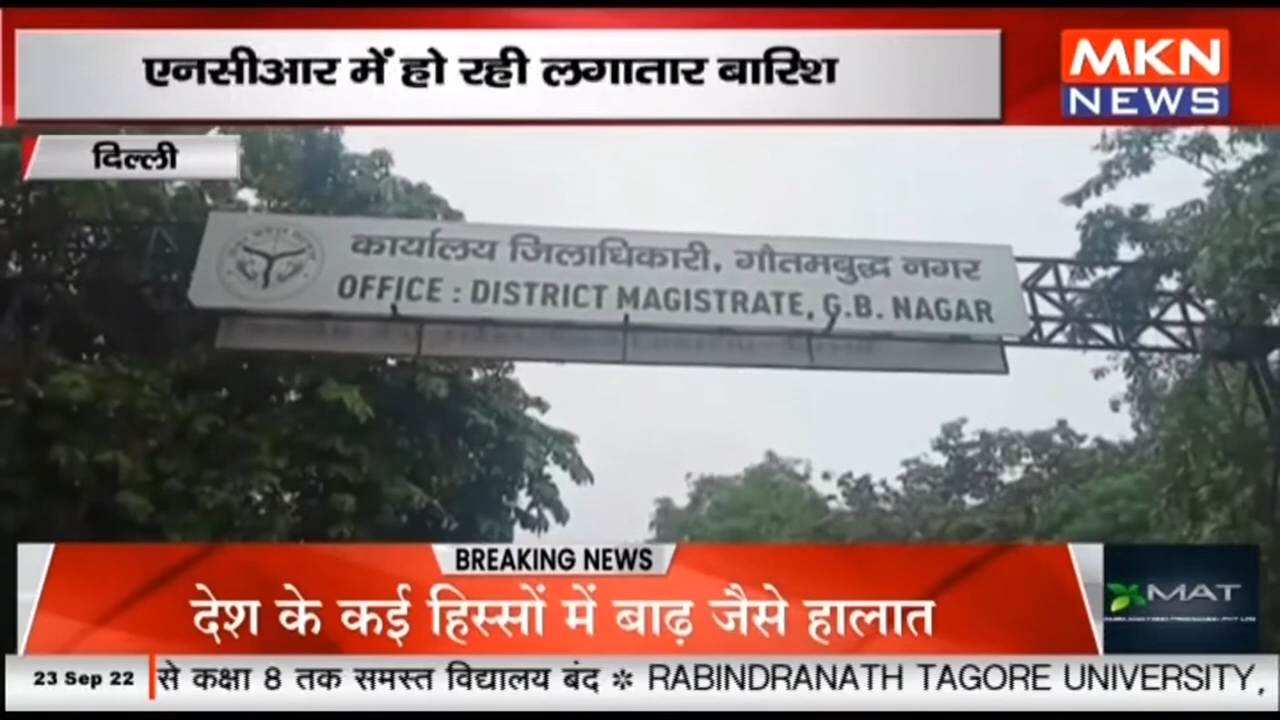 एनसीआर में हो रही लगातार बारिश
MKN
NEWS
दिल्ली
कार्यालय जिलाधिकारी, गौतमबुद्ध नगर
OFFICE : DISTRICT MAGISTRATE, G.B. NAGAR
BREAKING NEWS
देश के कई हिस्सों में बाढ़ जैसे हालात
MAT
23 Sep 22
से कक्षा 8 तक समस्त विद्यालय बंद * RABINDRANATH TAGORE UNIVERSITY,